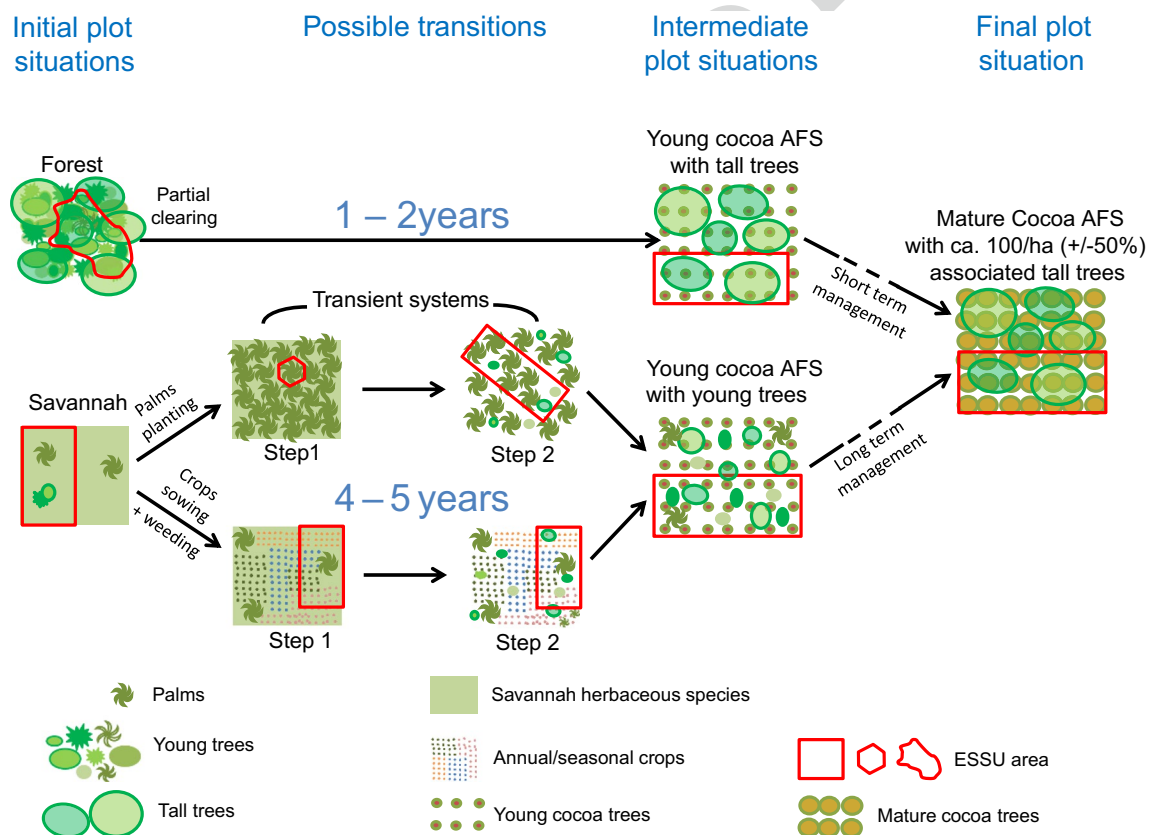 Initial plot
situations
Possible transitions
Intermediate
plot situations
Final plot
situation
Forest
Partial
clearing
1 – 2years
Young cocoa AFS
with tall trees
Short term
management
Mature Cocoa AFS
with ca. 100/ha (+/-50%)
associated tall trees
Transient systems
Savannah
Palms
planting
Step1
Step 2
Young cocoa AFS
with young trees
Long term
management
Crops
sowing
+ weeding
4 – 5 years
Step 1
Step 2
Palms
Savannah herbaceous species
Young trees
Annual/seasonal crops
ESSU area
Tall trees
Young cocoa trees
Mature cocoa trees